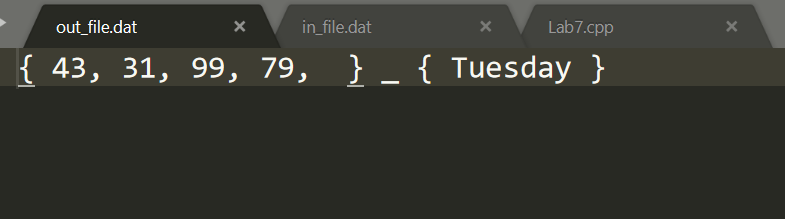 out_file.dat × in_file.dat × Lab7.cpp ×
{ 43, 31, 99, 79,  } _ { Tuesday }